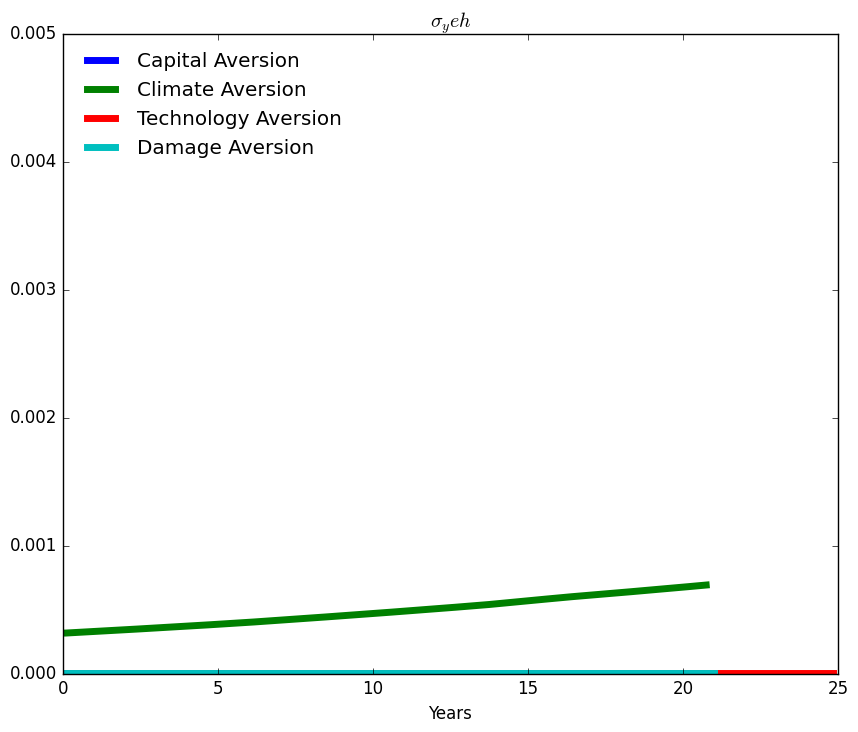 σ_y eh
0.005
0.004
0.003
0.002
0.001
0.000
Capital Aversion
Climate Aversion
Technology Aversion
Damage Aversion
0 5 10 15 20 25
Years